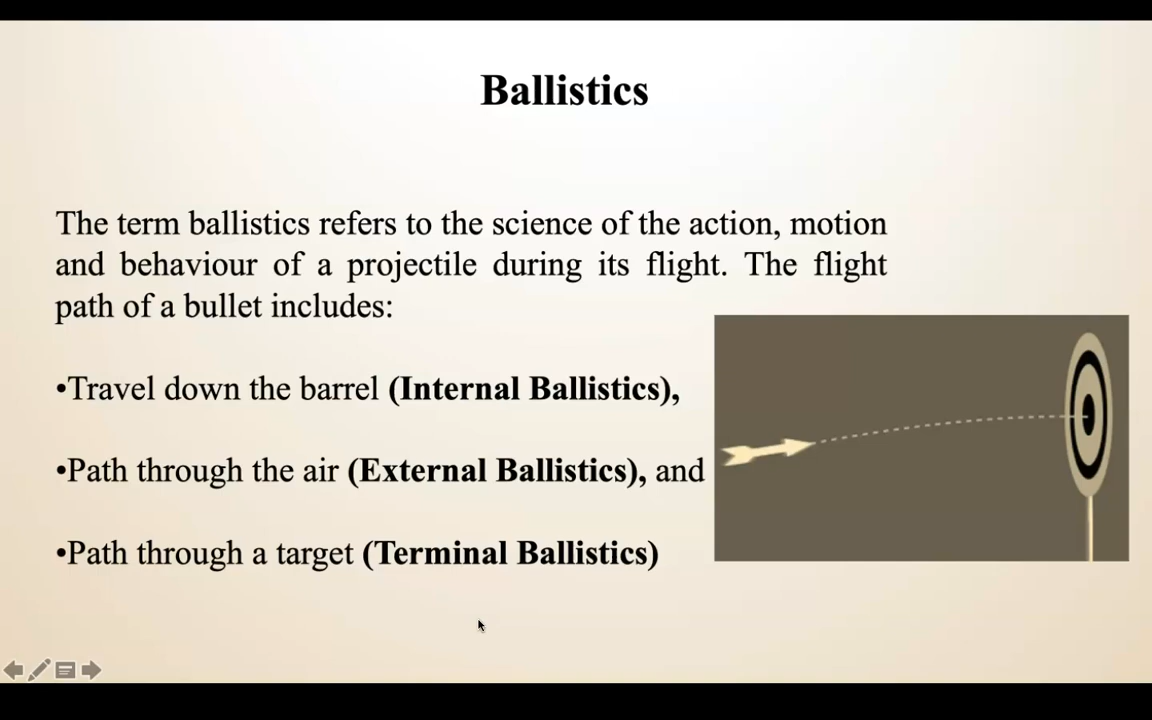 Ballistics
The term ballistics refers to the science of the action, motion
and behaviour of a projectile during its flight. The flight
path of a bullet includes:
•Travel down the barrel (Internal Ballistics),
•Path through the air (External Ballistics), and
•Path through a target (Terminal Ballistics)